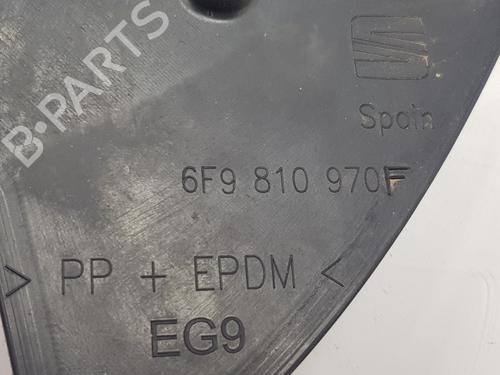 B-PARTS
Spain
6F9 810 970F
> PP + EPDM <
EG9